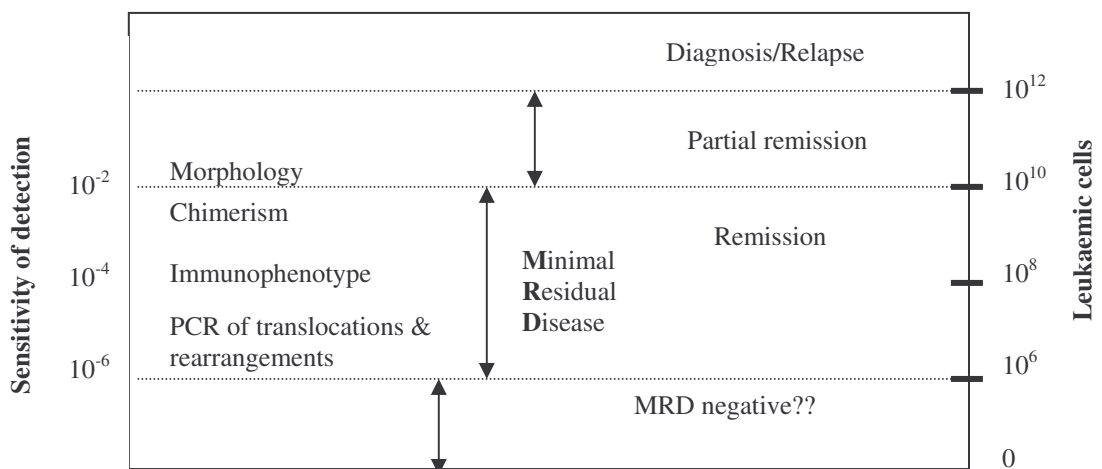 Diagnosis/Relapse
10^12
Partial remission
Morphology
10^-2
10^10
Chimerism
Remission
Minimal
Residual
Disease
Immunophenotype
10^-4
10^8
PCR of translocations &
rearrangements
10^-6
10^6
MRD negative??
0
Sensitivity of detection
Leukaemic cells